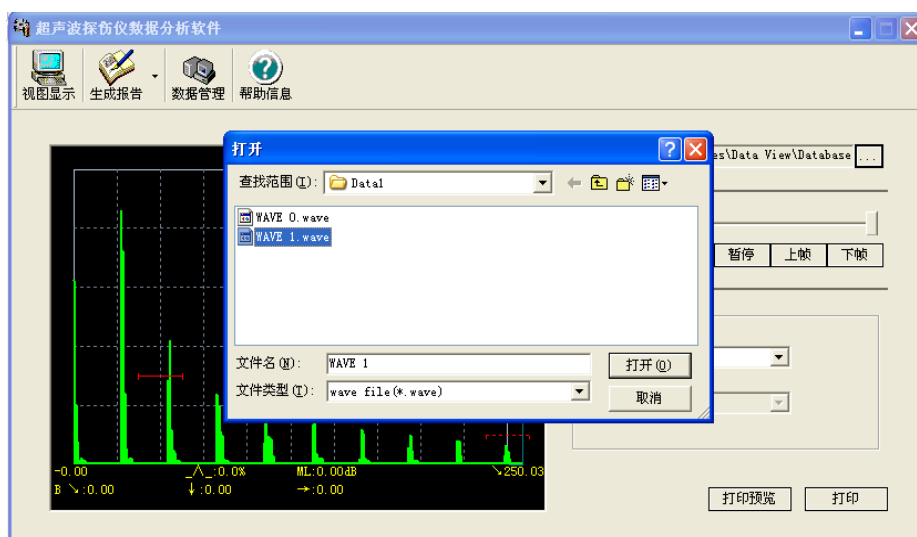 超声波探伤仪数据分析软件
视图显示 生成报告 数据管理 帮助信息
打开
es\Data View\Database ...
查找范围(I): Data1
WAVE 0.wave
WAVE 1.wave
暂停 上帧 下帧
文件名(N): WAVE 1 打开(O)
文件类型(T): wave file(*.wave) 取消
-0.00 _/\_:0.0% ML:0.00dB ↘250.03
B ↘:0.00 ↓:0.00 →:0.00
打印预览 打印